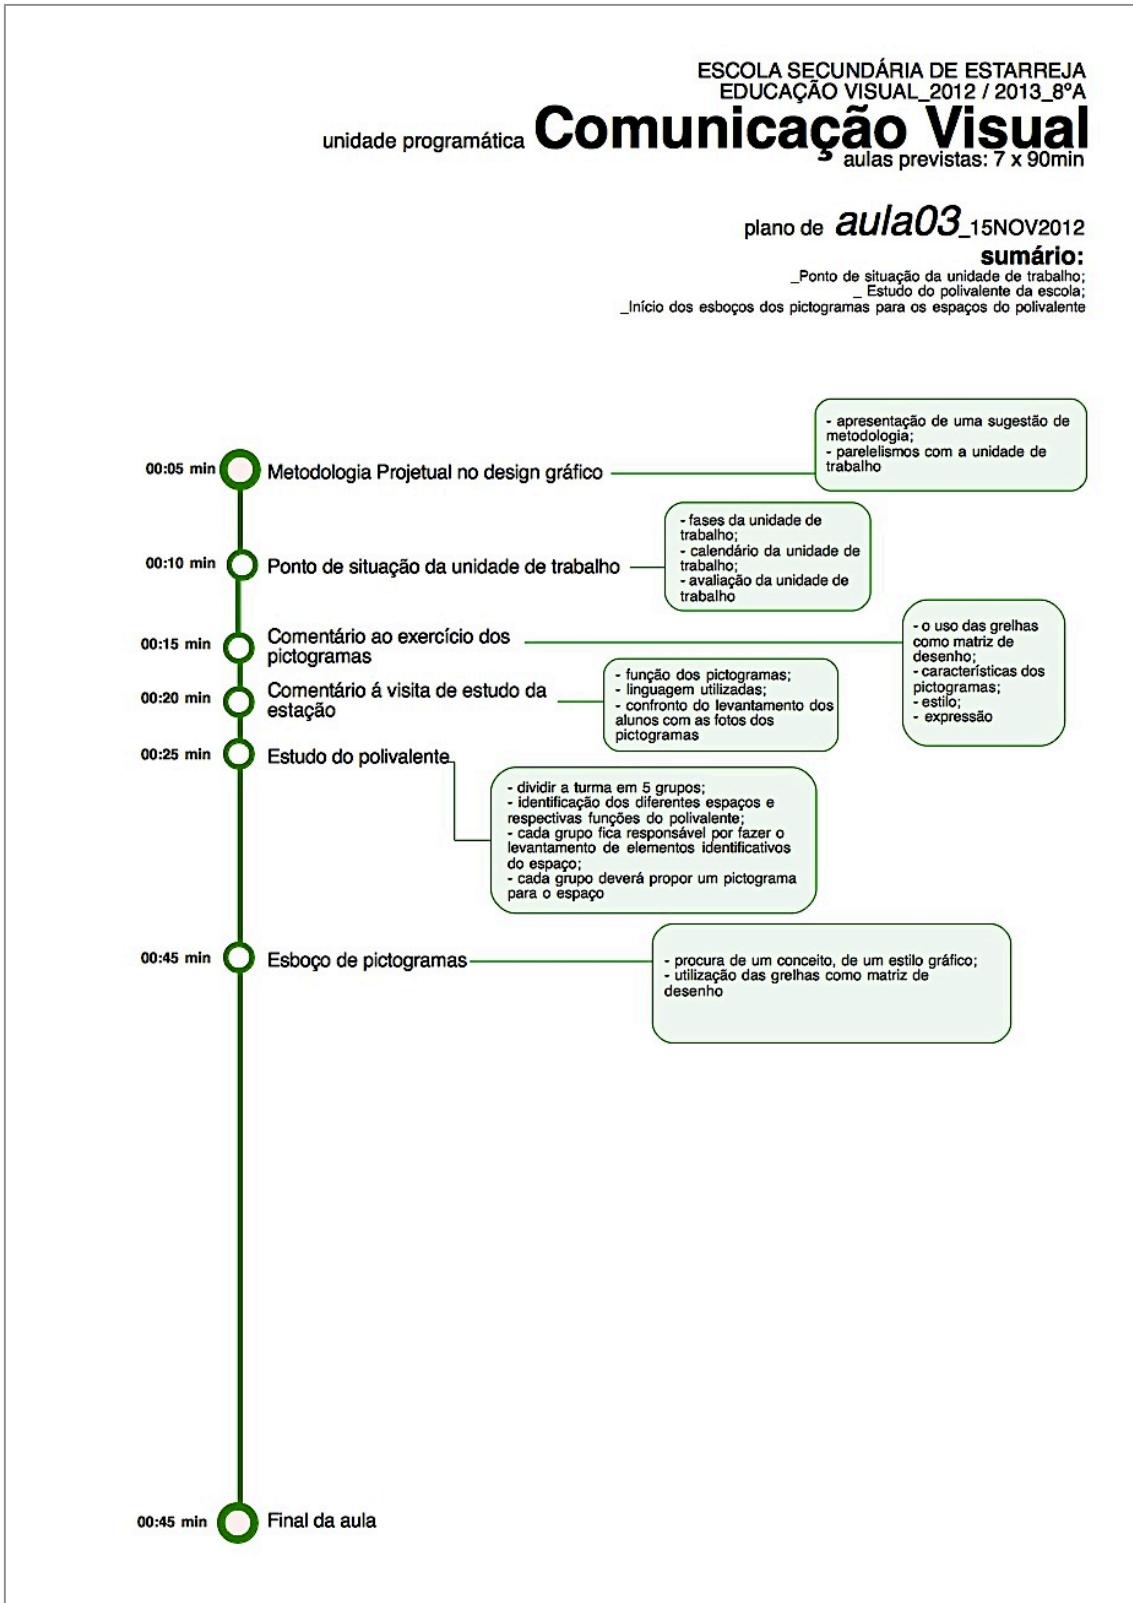 ESCOLA SECUNDÁRIA DE ESTARREJA
EDUCAÇÃO VISUAL_2012 / 2013_8ºA
unidade programática Comunicação Visual
aulas previstas: 7 x 90min
plano de aula03_15NOV2012
sumário:
_Ponto de situação da unidade de trabalho;
_ Estudo do polivalente da escola;
_Início dos esboços dos pictogramas para os espaços do polivalente
00:05 min
Metodologia Projetual no design gráfico
- apresentação de uma sugestão de
metodologia;
- parelelismos com a unidade de
trabalho
00:10 min
Ponto de situação da unidade de trabalho
- fases da unidade de
trabalho;
- calendário da unidade de
trabalho;
- avaliação da unidade de
trabalho
00:15 min
Comentário ao exercício dos
pictogramas
- o uso das grelhas
como matriz de
desenho;
- características dos
pictogramas;
- estilo;
- expressão
00:20 min
Comentário á visita de estudo da
estação
- função dos pictogramas;
- linguagem utilizadas;
- confronto do levantamento dos
alunos com as fotos dos
pictogramas
00:25 min
Estudo do polivalente
- dividir a turma em 5 grupos;
- identificação dos diferentes espaços e
respectivas funções do polivalente;
- cada grupo fica responsável por fazer o
levantamento de elementos identificativos
do espaço;
- cada grupo deverá propor um pictograma
para o espaço
00:45 min
Esboço de pictogramas
- procura de um conceito, de um estilo gráfico;
- utilização das grelhas como matriz de
desenho
00:45 min
Final da aula